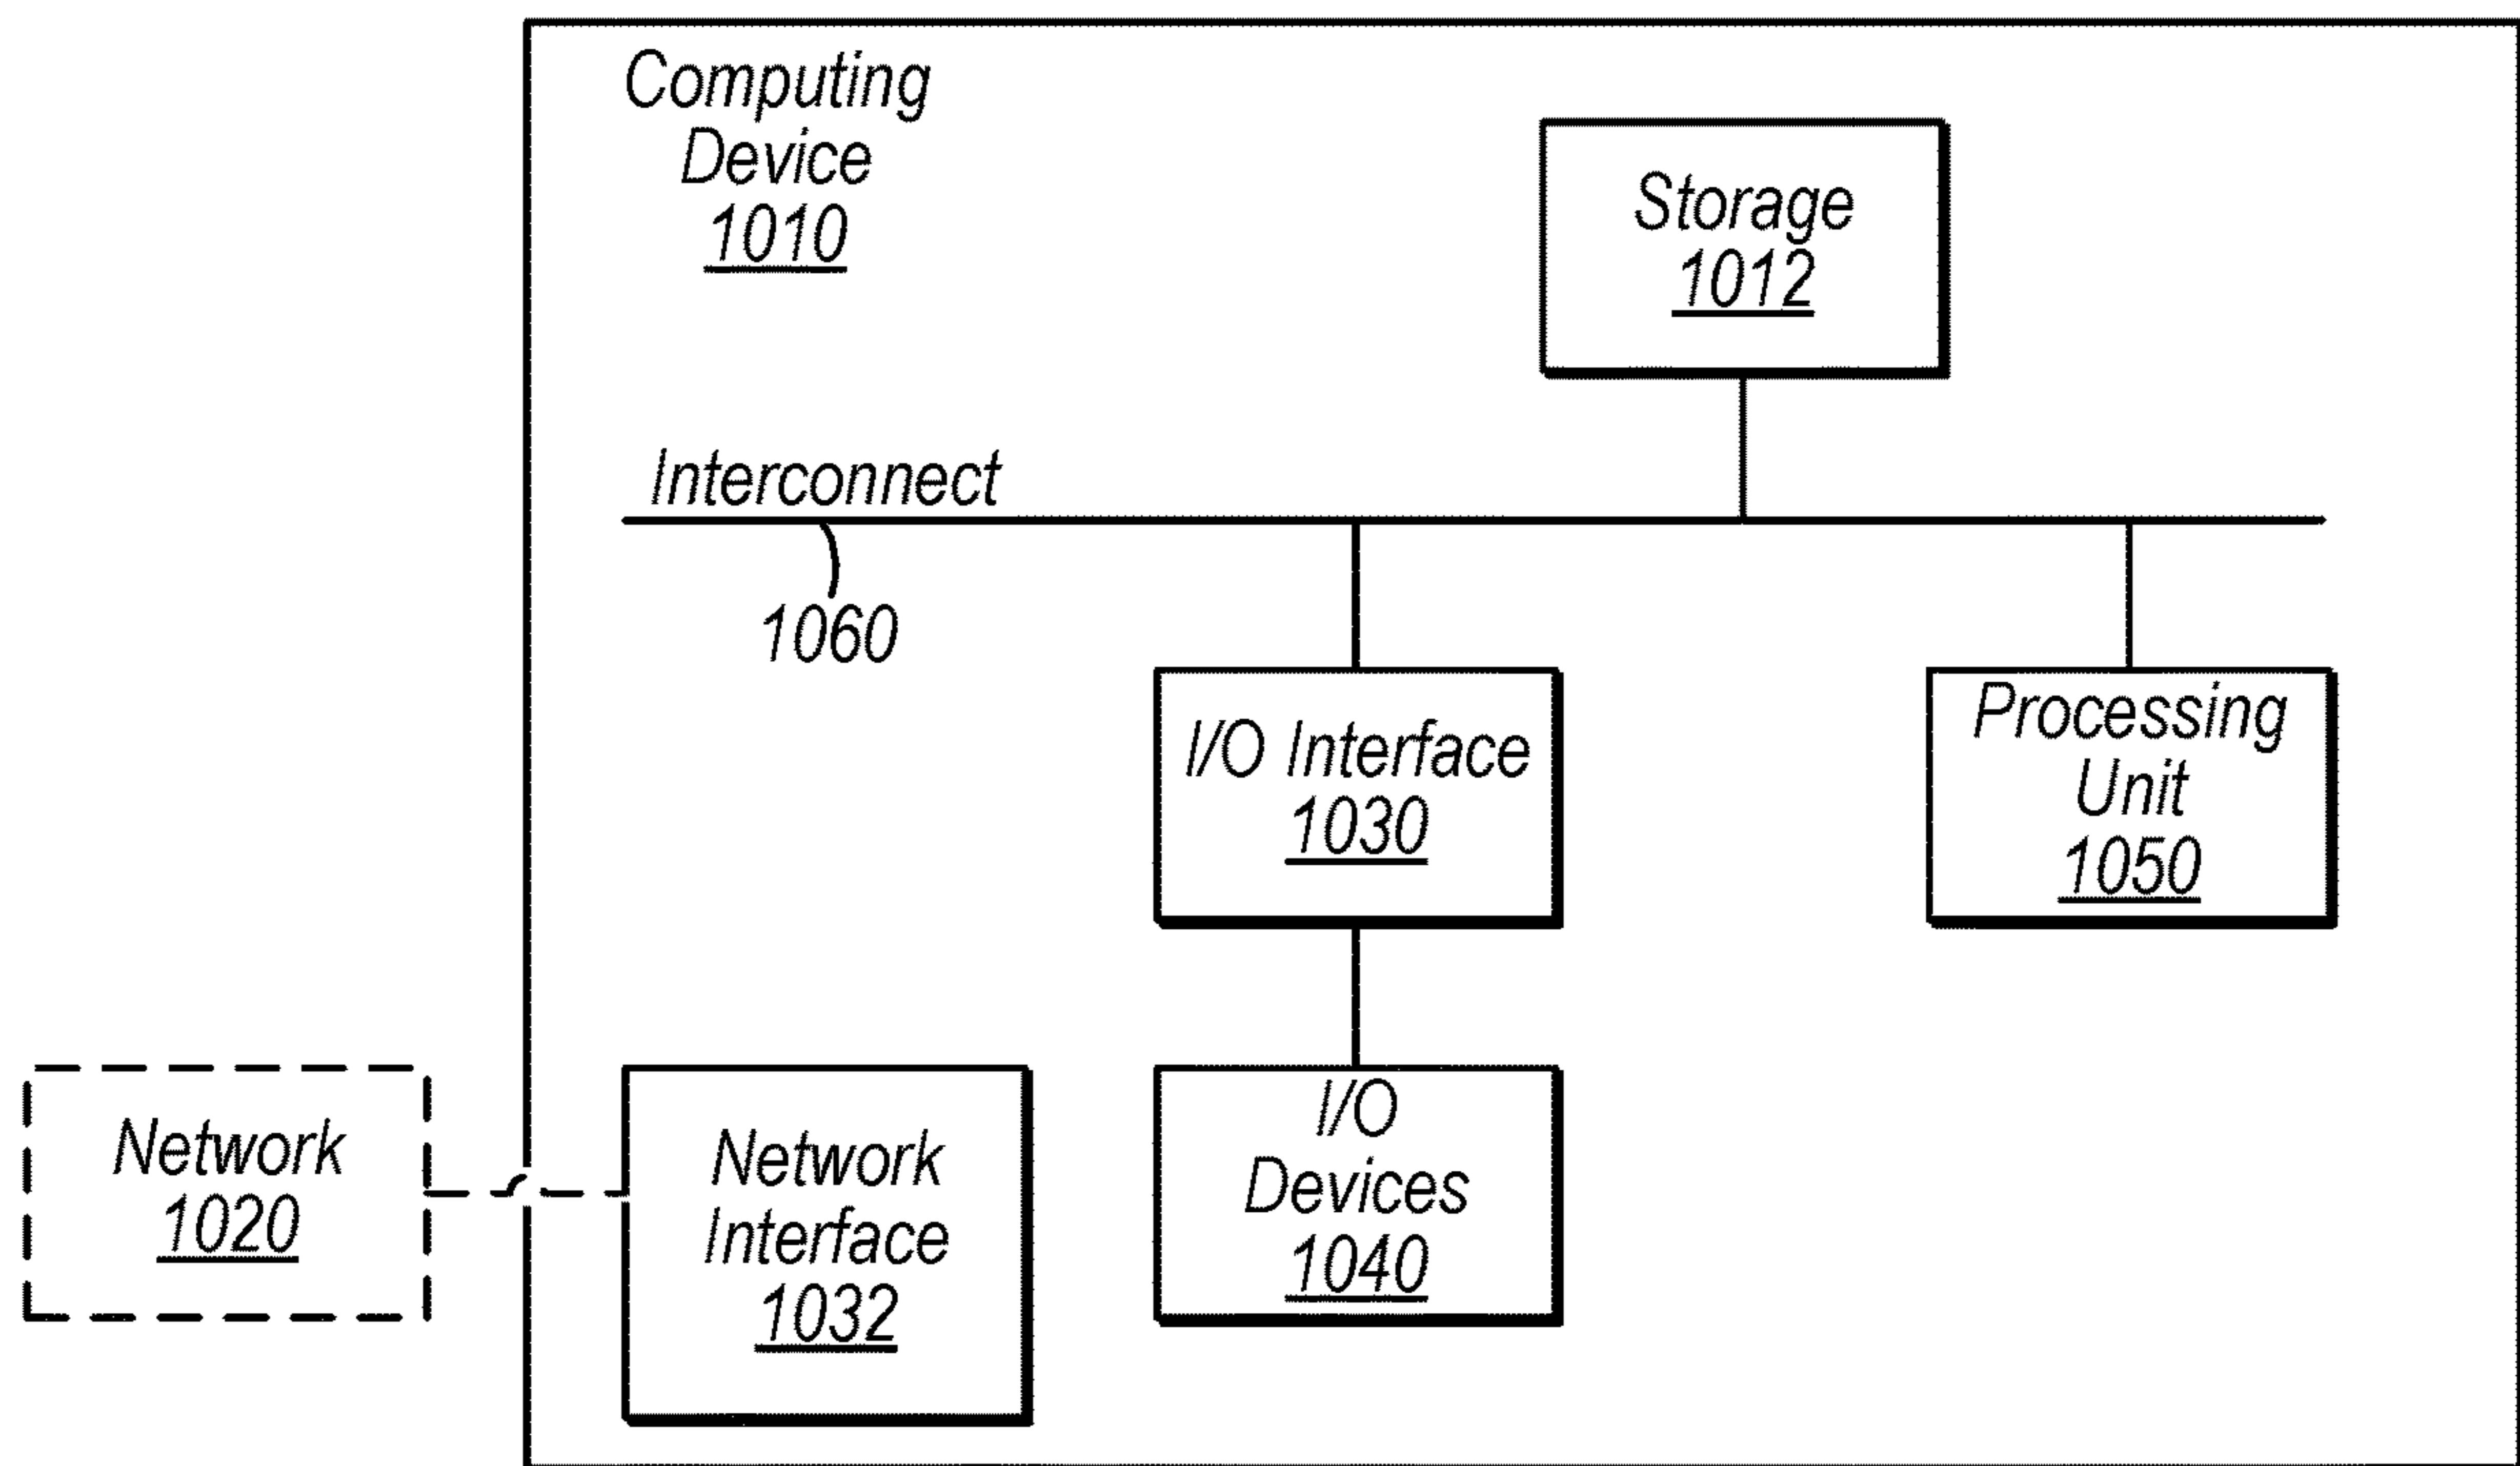 Computing
Device
1010
Storage
1012
Interconnect
1060
I/O Interface
1030
Processing
Unit
1050
Network
1020
Network
Interface
1032
I/O
Devices
1040